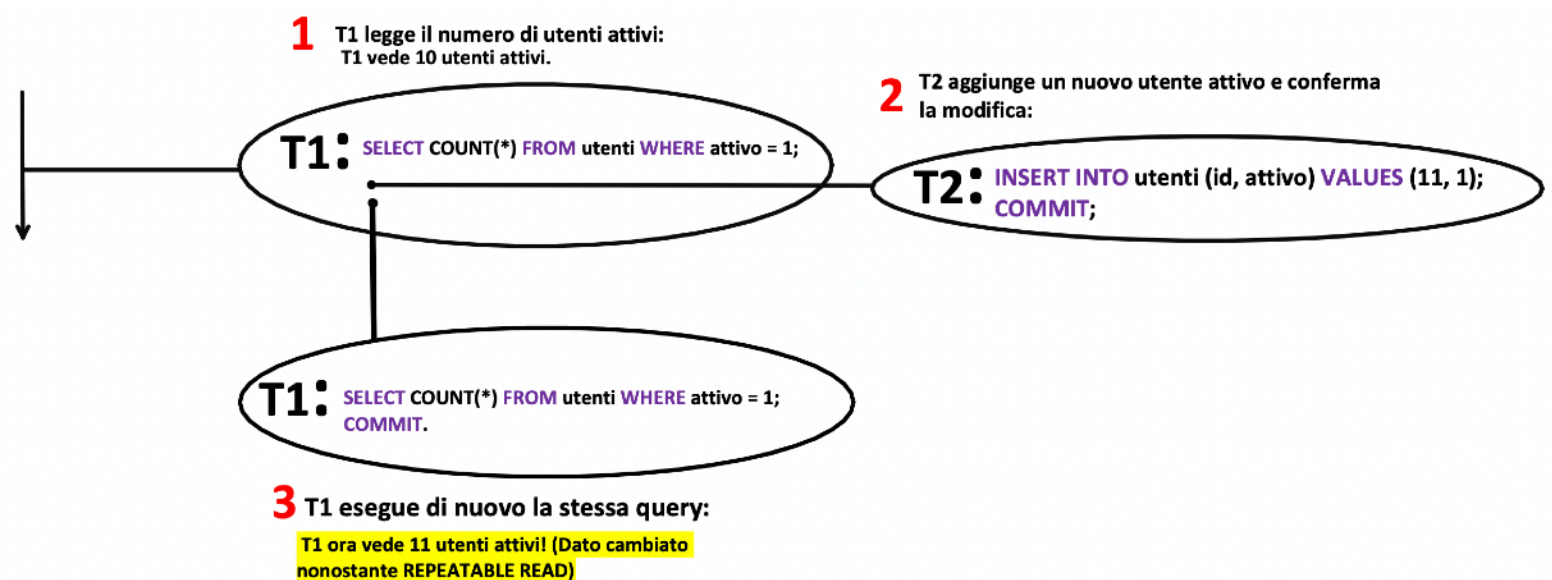 1 T1 legge il numero di utenti attivi:
T1 vede 10 utenti attivi.
T1: SELECT COUNT(*) FROM utenti WHERE attivo = 1;
2 T2 aggiunge un nuovo utente attivo e conferma
la modifica:
T2: INSERT INTO utenti (id, attivo) VALUES (11, 1);
COMMIT;
T1: SELECT COUNT(*) FROM utenti WHERE attivo = 1;
COMMIT.
3 T1 esegue di nuovo la stessa query:
T1 ora vede 11 utenti attivi! (Dato cambiato
nonostante REPEATABLE READ)